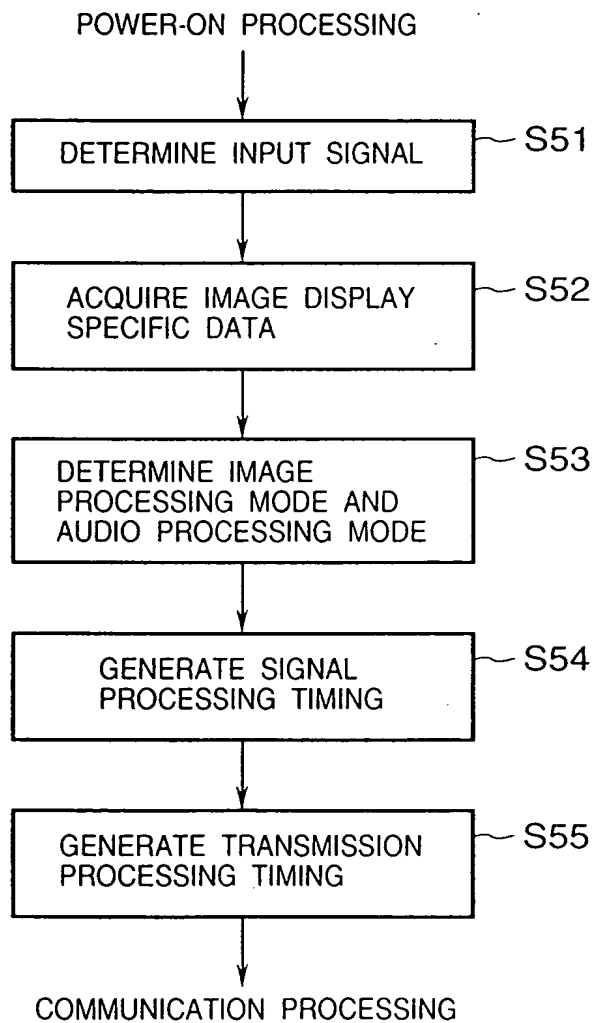 POWER-ON PROCESSING
DETERMINE INPUT SIGNAL
S51
ACQUIRE IMAGE DISPLAY
SPECIFIC DATA
S52
DETERMINE IMAGE
PROCESSING MODE AND
AUDIO PROCESSING MODE
S53
GENERATE SIGNAL
PROCESSING TIMING
S54
GENERATE TRANSMISSION
PROCESSING TIMING
S55
COMMUNICATION PROCESSING